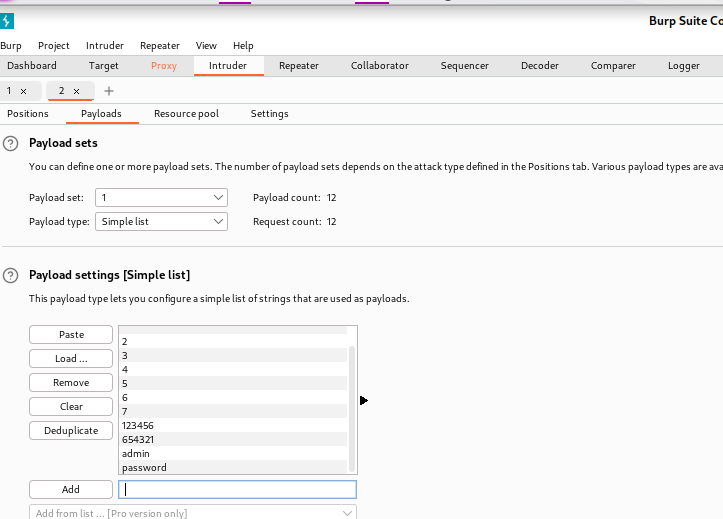 Burp Suite Co
Burp Project Intruder Repeater View Help
Dashboard Target Proxy Intruder Repeater Collaborator Sequencer Decoder Comparer Logger
1 × 2 × +
Positions Payloads Resource pool Settings
? Payload sets
You can define one or more payload sets. The number of payload sets depends on the attack type defined in the Positions tab. Various payload types are ava
Payload set: 1 Payload count: 12
Payload type: Simple list Request count: 12
? Payload settings [Simple list]
This payload type lets you configure a simple list of strings that are used as payloads.
Paste
Load ...
Remove
Clear
Deduplicate
2
3
4
5
6
7
123456
654321
admin
password
Add
Add from list ... [Pro version only]